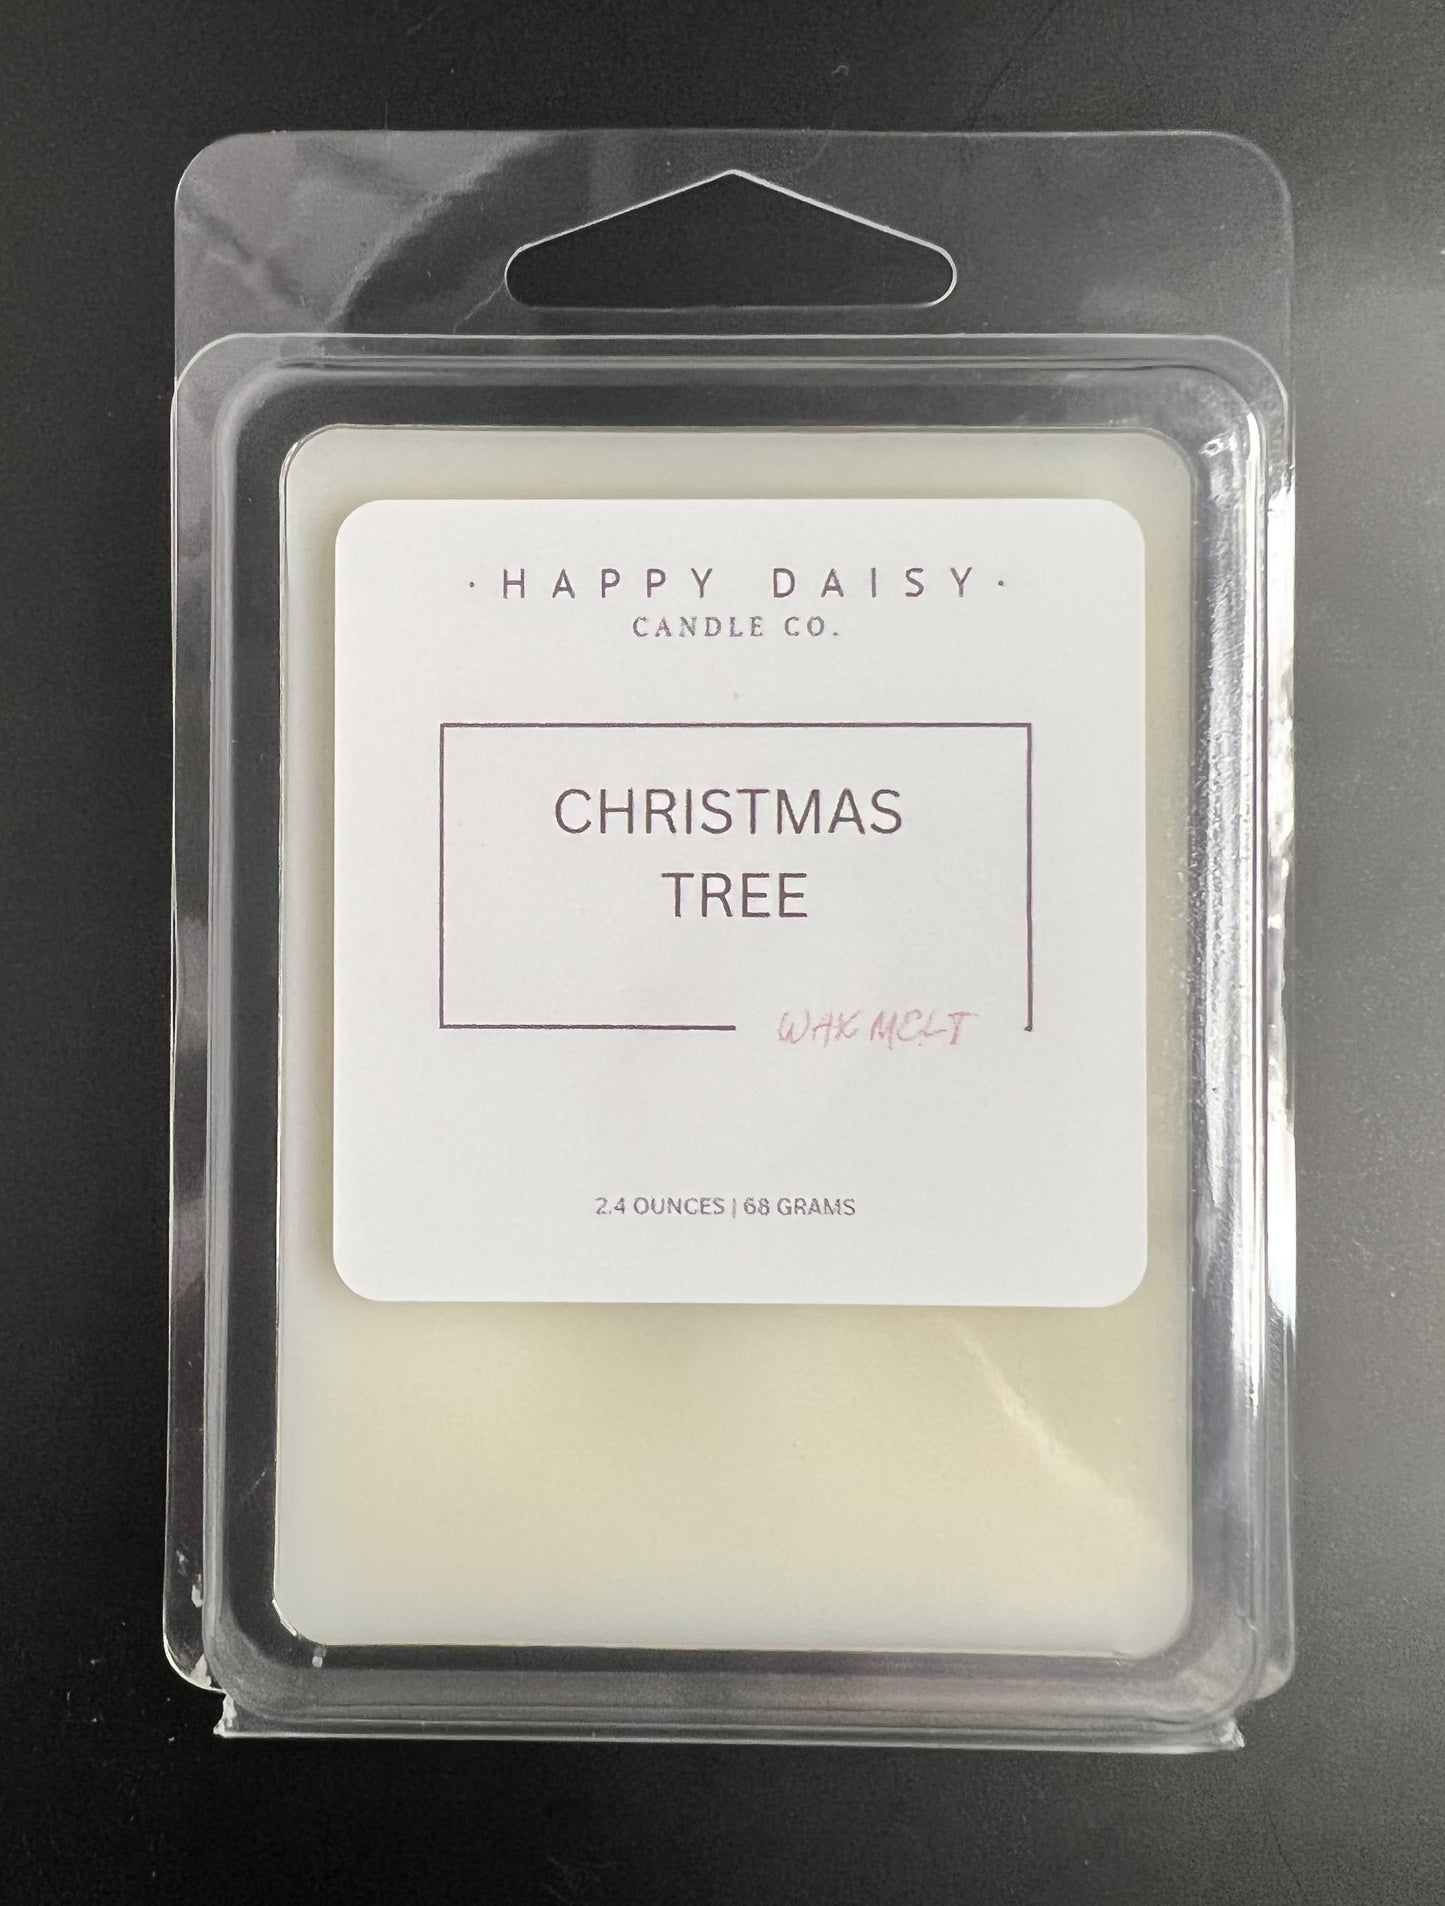 · HAPPY DAISY ·
CANDLE CO.
CHRISTMAS
TREE
WAX MELT
2.4 OUNCES | 68 GRAMS